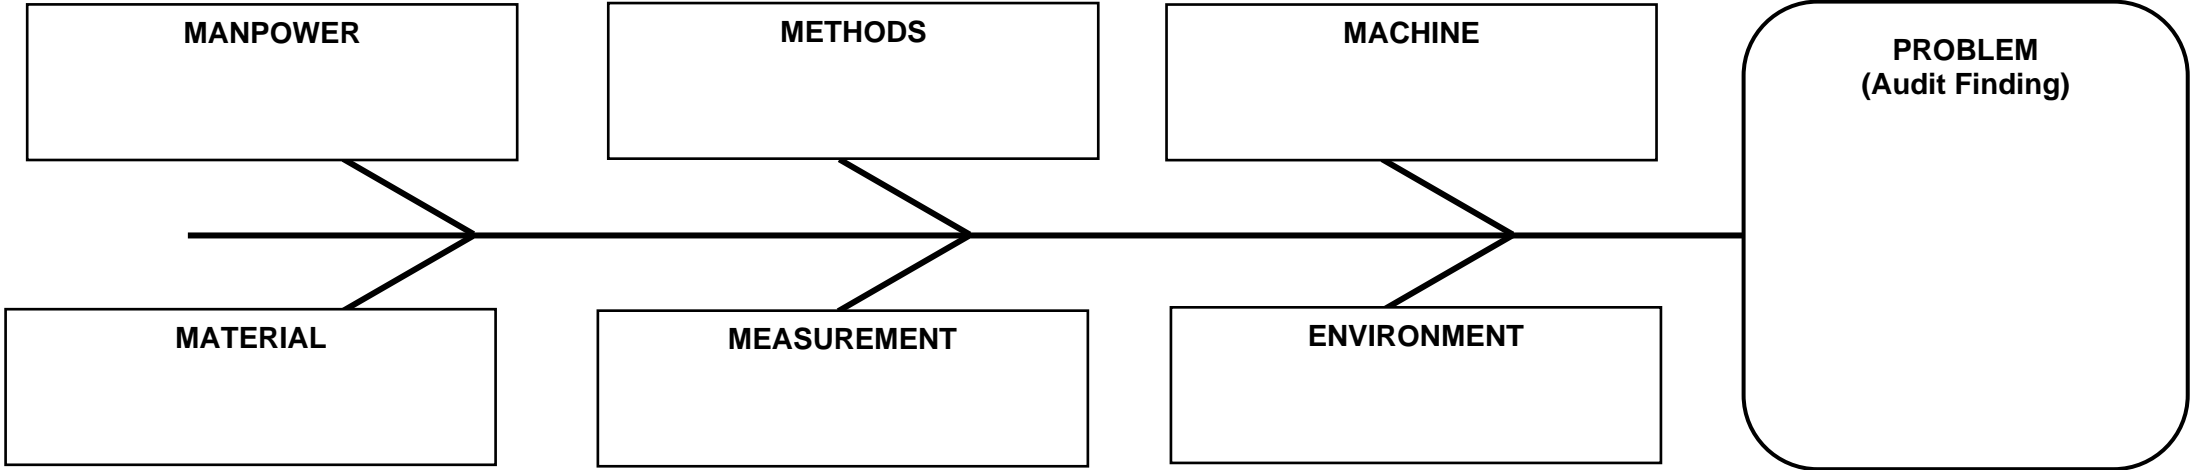 MANPOWER
METHODS
MACHINE
PROBLEM
(Audit Finding)
MATERIAL
MEASUREMENT
ENVIRONMENT